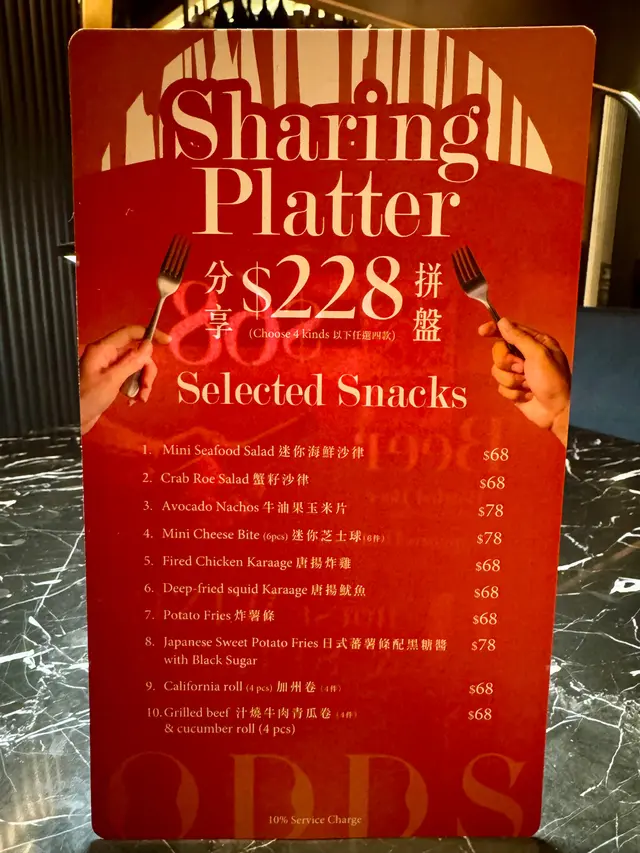 Sharing
Platter
分享 $228 拼盤
(Choose 4 kinds 以下任選四款)
Selected Snacks
1. Mini Seafood Salad 迷你海鮮沙律 $68
2. Crab Roe Salad 蟹籽沙律 $68
3. Avocado Nachos 牛油果玉米片 $78
4. Mini Cheese Bite (6pcs) 迷你芝士球 (6件) $78
5. Fired Chicken Karaage 唐揚炸雞 $68
6. Deep-fried squid Karaage 唐揚魷魚 $68
7. Potato Fries 炸薯條 $68
8. Japanese Sweet Potato Fries 日式蕃薯條配黑糖醬 $78
with Black Sugar
9. California roll (4 pcs) 加州卷 (4件) $68
10. Grilled beef 汁燒牛肉青瓜卷 (4件) $68
& cucumber roll (4 pcs)
ODDS
10% Service Charge